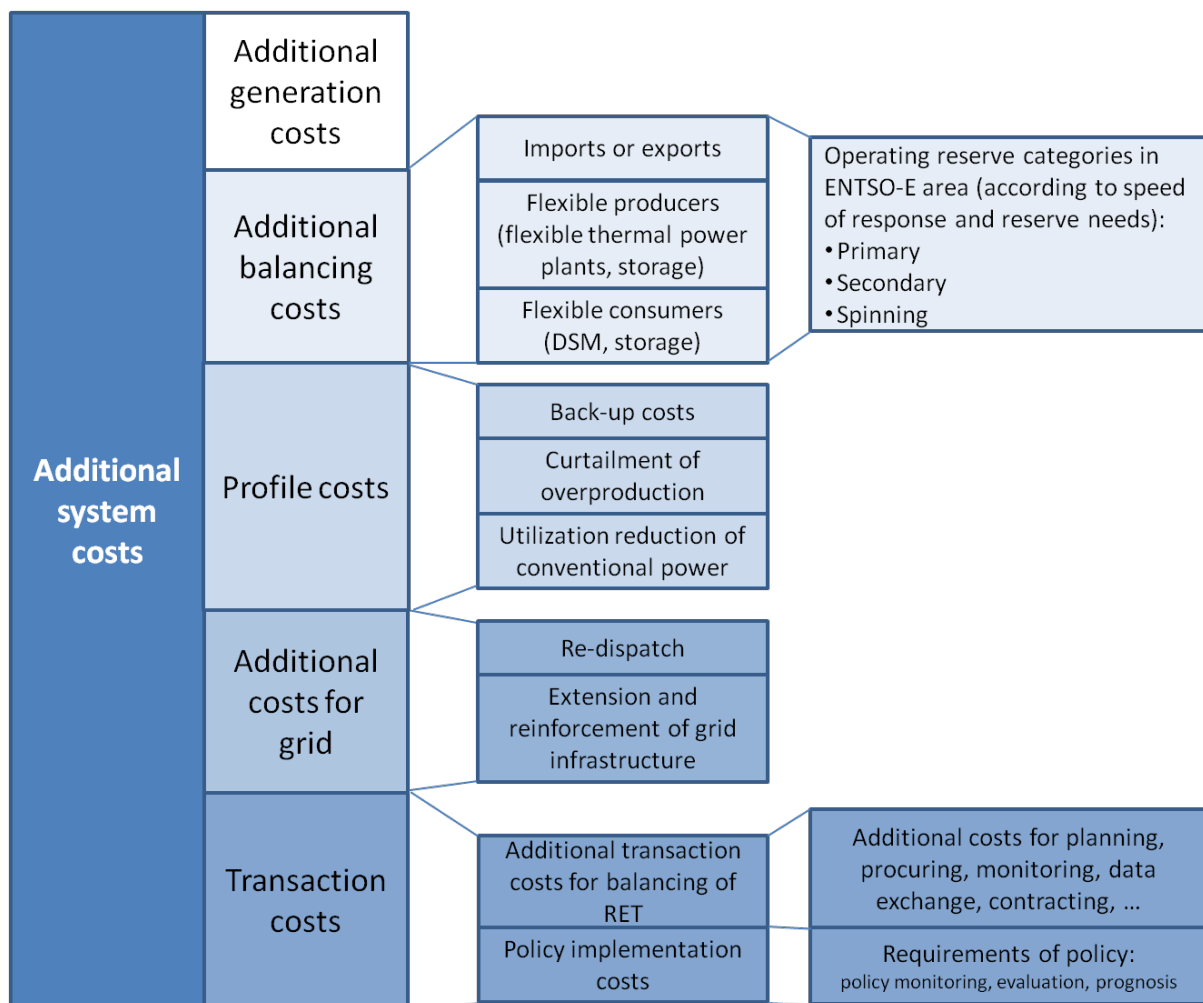 Additional
system
costs
Additional
generation
costs
Additional
balancing
costs
Imports or exports
Flexible producers
(flexible thermal power
plants, storage)
Flexible consumers
(DSM, storage)
Operating reserve categories in
ENTSO-E area (according to speed
of response and reserve needs):
• Primary
• Secondary
• Spinning
Profile costs
Back-up costs
Curtailment of
overproduction
Utilization reduction of
conventional power
Additional
costs for
grid
Re-dispatch
Extension and
reinforcement of grid
infrastructure
Transaction
costs
Additional transaction
costs for balancing of
RET
Additional costs for planning,
procuring, monitoring, data
exchange, contracting, …
Policy implementation
costs
Requirements of policy:
policy monitoring, evaluation, prognosis